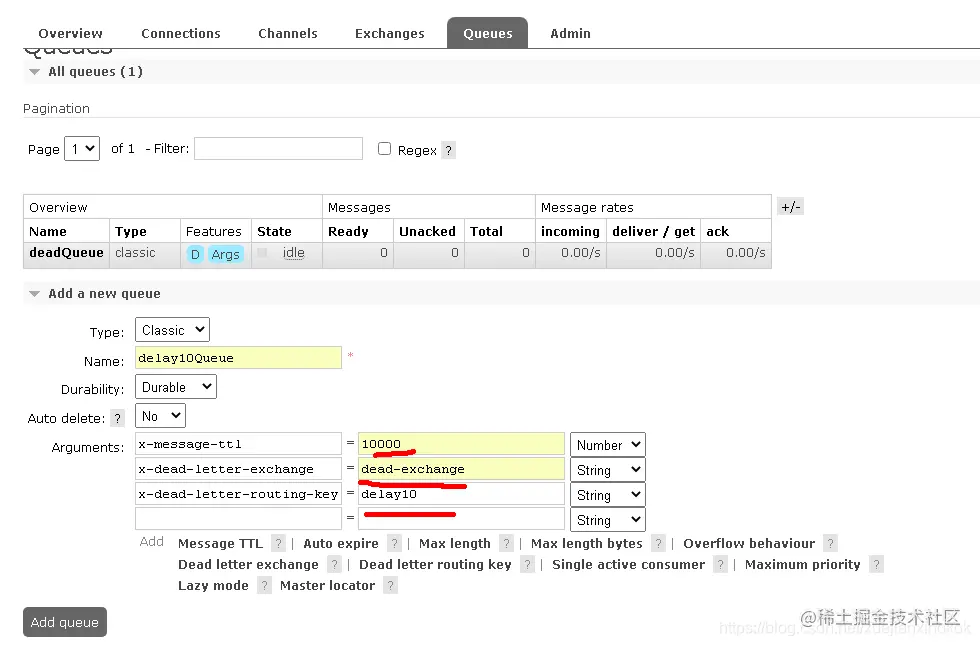 Overview Connections Channels Exchanges Queues Admin
Queues
All queues (1)
Pagination
Page 1 of 1 - Filter: Regex ?
Overview Messages Message rates +/-
Name Type Features State Ready Unacked Total incoming deliver / get ack
deadQueue classic D Args idle 0 0 0 0.00/s 0.00/s 0.00/s
Add a new queue
Type: Classic
Name: delay10Queue *
Durability: Durable
Auto delete: ? No
Arguments: x-message-ttl = 10000 Number
x-dead-letter-exchange = dead-exchange String
x-dead-letter-routing-key = delay10 String
= String
Add Message TTL ? | Auto expire ? | Max length ? | Max length bytes ? | Overflow behaviour ?
Dead letter exchange ? | Dead letter routing key ? | Single active consumer ? | Maximum priority ?
Lazy mode ? Master locator ?
Add queue
@稀土掘金技术社区